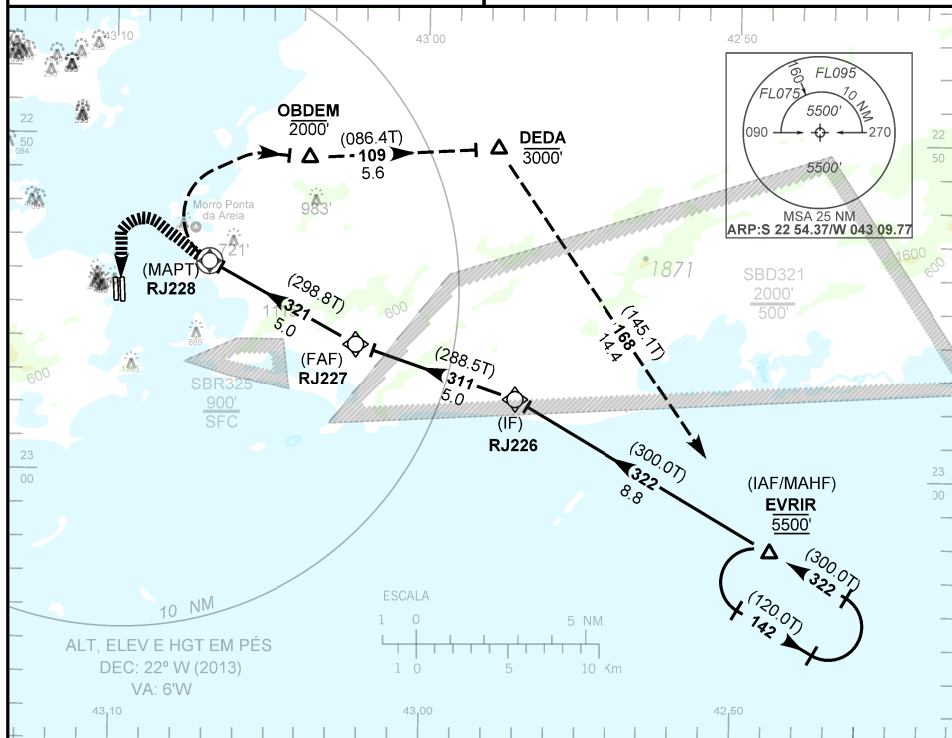 43 10
43 00
42 50
FL095
160
FL075
10 NM
5500'
090
270
5500'
MSA 25 NM
ARP:S 22 54.37/W 043 09.77
22
50
22
50
OBDEM
2000'
(086.4T)
109
5.6
DEDA
3000'
983'
Morro Ponta
da Areia
721'
(MAPT)
RJ228
(298.8T)
321
5.0
(FAF)
RJ227
600
1871
SBD321
2000'
500'
1600
600
(145.1T)
168
14.4
(288.5T)
311
5.0
(IF)
RJ226
SBR325
900'
SFC
600
23
00
23
00
(300.0T)
322
8.8
(IAF/MAHF)
EVRIR
5500'
(300.0T)
322
(120.0T)
142
10 NM
ESCALA
1 0 5 NM
1 0 5 10 Km
ALT, ELEV E HGT EM PÉS
DEC: 22º W (2013)
VA: 6'W
43,10
43,00
42,50